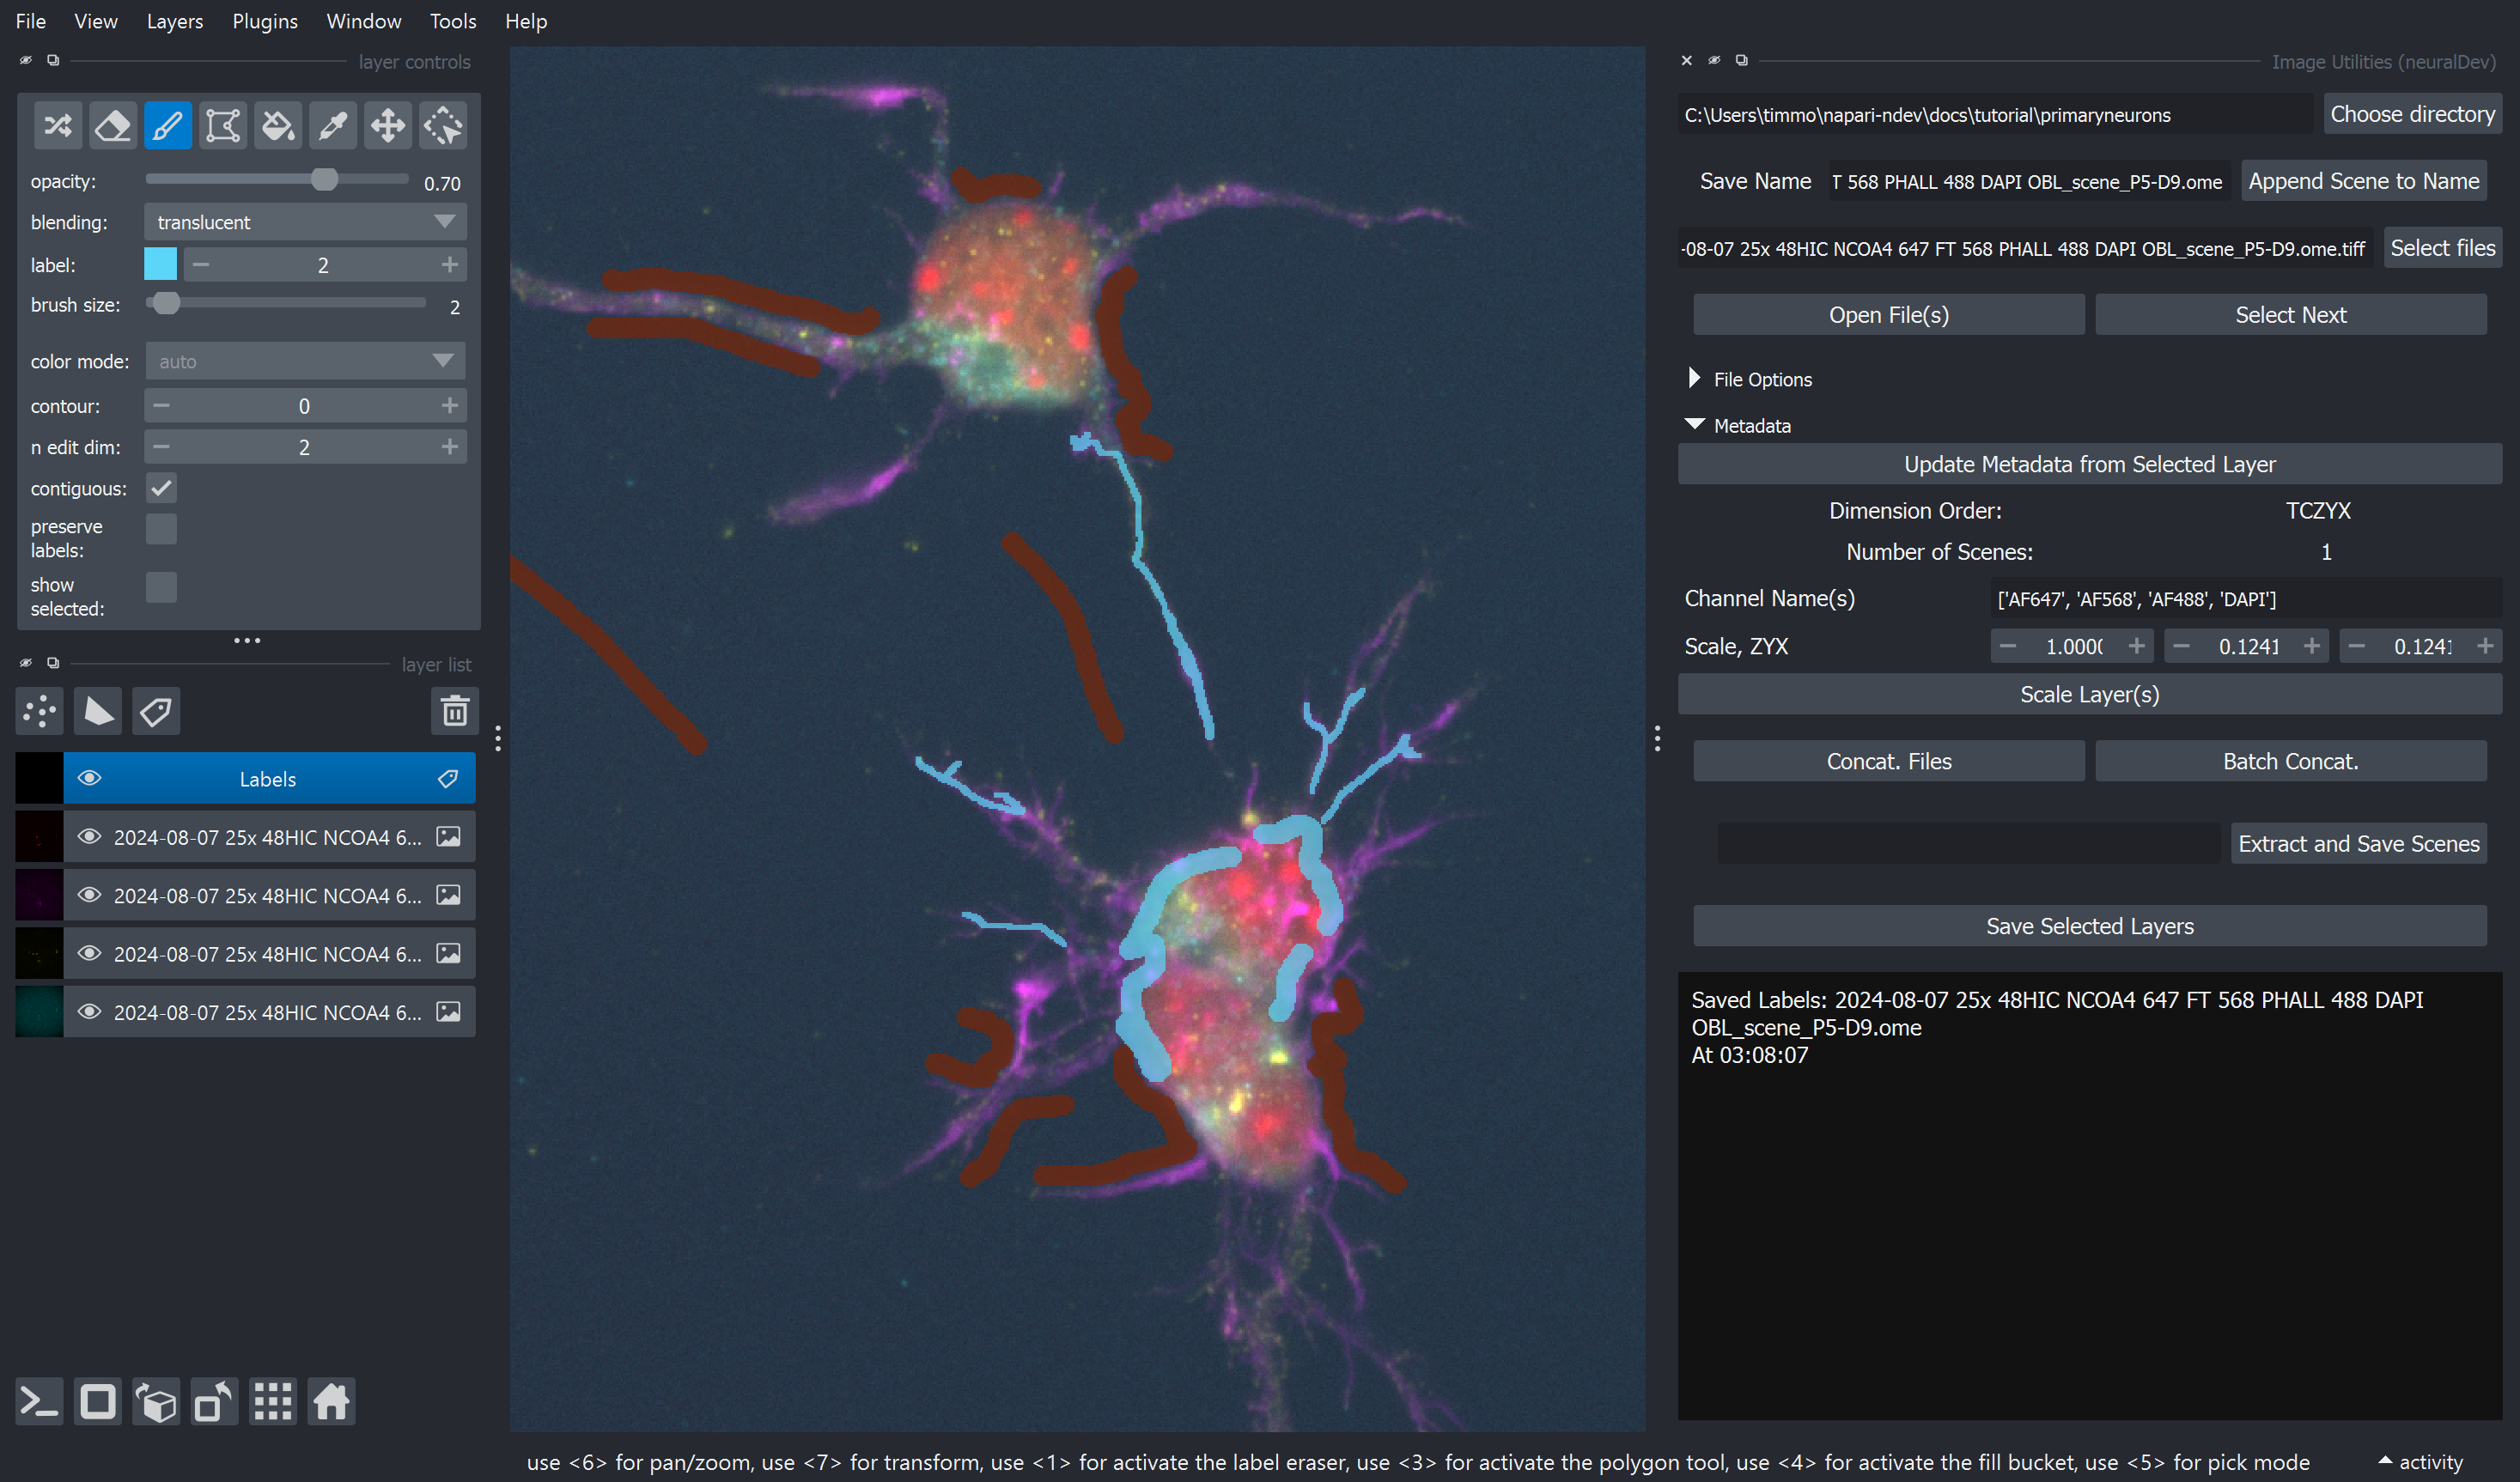 File View Layers Plugins Window Tools Help
layer controls
opacity: 0.70
blending: translucent
label: 2
brush size: 2
color mode: auto
contour: 0
n edit dim: 2
contiguous:
preserve
labels:
show
selected:
layer list
Labels
2024-08-07 25x 48HIC NCOA4 6...
2024-08-07 25x 48HIC NCOA4 6...
2024-08-07 25x 48HIC NCOA4 6...
2024-08-07 25x 48HIC NCOA4 6...
Image Utilities (neuralDev)
C:\Users\timmo\napari-ndev\docs\tutorial\primaryneurons Choose directory
Save Name T 568 PHALL 488 DAPI OBL_scene_P5-D9.ome Append Scene to Name
-08-07 25x 48HIC NCOA4 647 FT 568 PHALL 488 DAPI OBL_scene_P5-D9.ome.tiff Select files
Open File(s) Select Next
File Options
Metadata
Update Metadata from Selected Layer
Dimension Order: TCZYX
Number of Scenes: 1
Channel Name(s) ['AF647', 'AF568', 'AF488', 'DAPI']
Scale, ZYX 1.000 0.1241 0.124
Scale Layer(s)
Concat. Files Batch Concat.
Extract and Save Scenes
Save Selected Layers
Saved Labels: 2024-08-07 25x 48HIC NCOA4 647 FT 568 PHALL 488 DAPI
OBL_scene_P5-D9.ome
At 03:08:07
use <6> for pan/zoom, use <7> for transform, use <1> for activate the label eraser, use <3> for activate the polygon tool, use <4> for activate the fill bucket, use <5> for pick mode activity